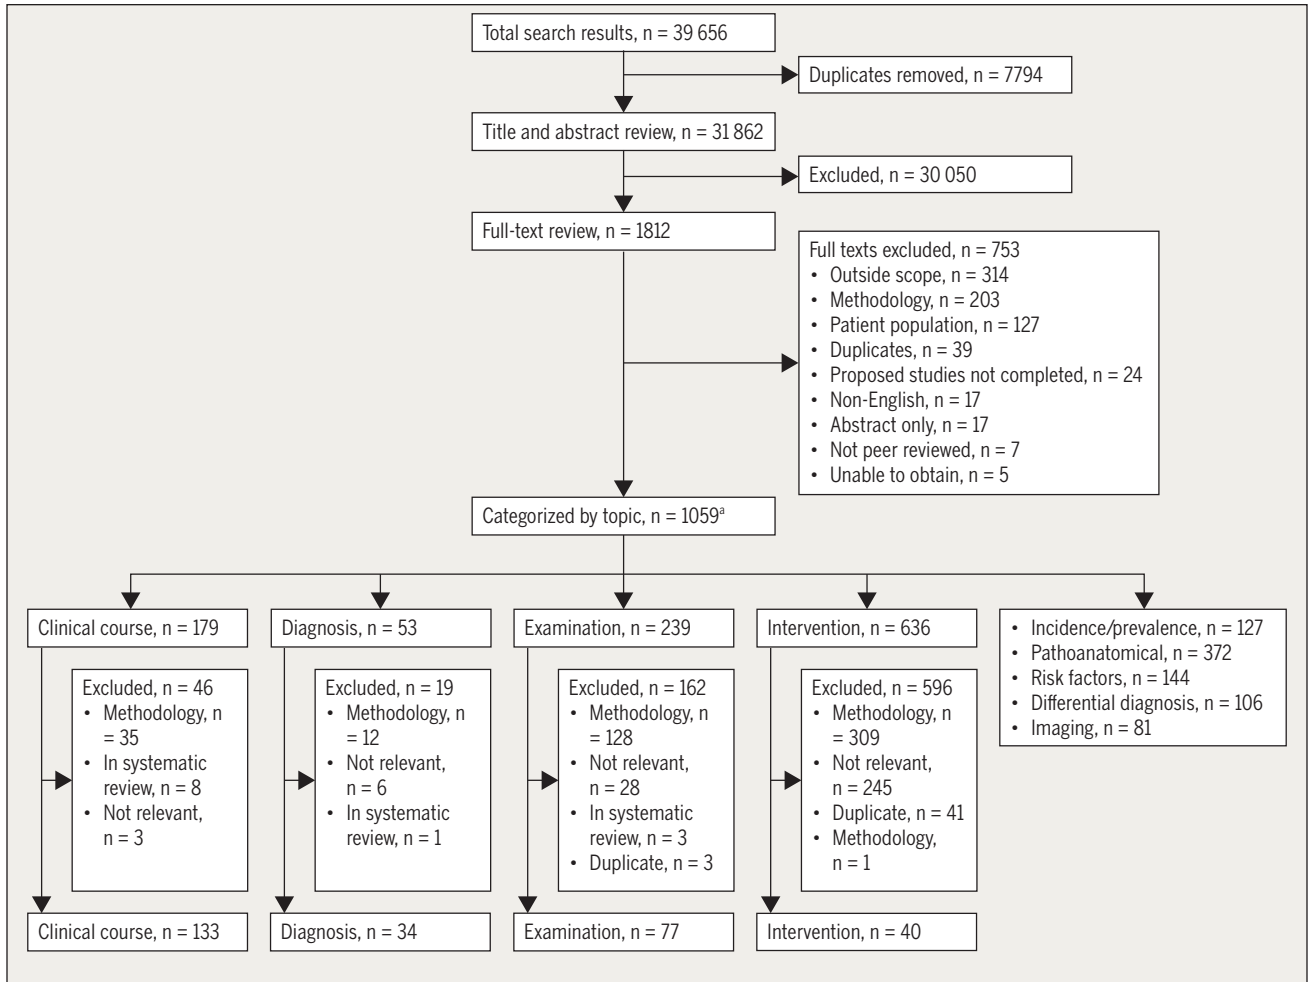 Total search results, n = 39 656
Duplicates removed, n = 7794
Title and abstract review, n = 31 862
Excluded, n = 30 050
Full-text review, n = 1812
Full texts excluded, n = 753
• Outside scope, n = 314
• Methodology, n = 203
• Patient population, n = 127
• Duplicates, n = 39
• Proposed studies not completed, n = 24
• Non-English, n = 17
• Abstract only, n = 17
• Not peer reviewed, n = 7
• Unable to obtain, n = 5
Categorized by topic, n = 1059ª
Clinical course, n = 179
Excluded, n = 46
• Methodology, n
= 35
• In systematic
review, n = 8
• Not relevant,
n = 3
Clinical course, n = 133
Diagnosis, n = 53
Excluded, n = 19
• Methodology, n
= 12
• Not relevant,
n = 6
• In systematic
review, n = 1
Diagnosis, n = 34
Examination, n = 239
Excluded, n = 162
• Methodology, n
= 128
• Not relevant,
n = 28
• In systematic
review, n = 3
• Duplicate, n = 3
Examination, n = 77
Intervention, n = 636
Excluded, n = 596
• Methodology, n
= 309
• Not relevant,
n = 245
• Duplicate, n = 41
• Methodology,
n = 1
Intervention, n = 40
• Incidence/prevalence, n = 127
• Pathoanatomical, n = 372
• Risk factors, n = 144
• Differential diagnosis, n = 106
• Imaging, n = 81